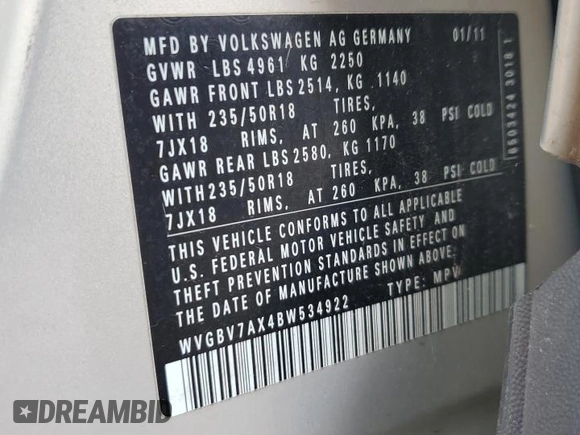 MFD BY VOLKSWAGEN AG GERMANY 01/11
GVWR LBS 4961 KG 2250
GAWR FRONT LBS 2514, KG 1140
WITH 235/50R18 TIRES,
7JX18 RIMS, AT 260 KPA, 38 PSI COLD
GAWR REAR LBS 2580, KG 1170
WITH 235/50R18 TIRES,
7JX18 RIMS, AT 260 KPA, 38 PSI COLD
THIS VEHICLE CONFORMS TO ALL APPLICABLE
U.S. FEDERAL MOTOR VEHICLE SAFETY AND
THEFT PREVENTION STANDARDS IN EFFECT ON
THE DATE OF MANUFACTURE SHOWN ABOVE.
WVGBV7AX4BW534922 TYPE: MPV
0503424 3018 1
DREAMBID